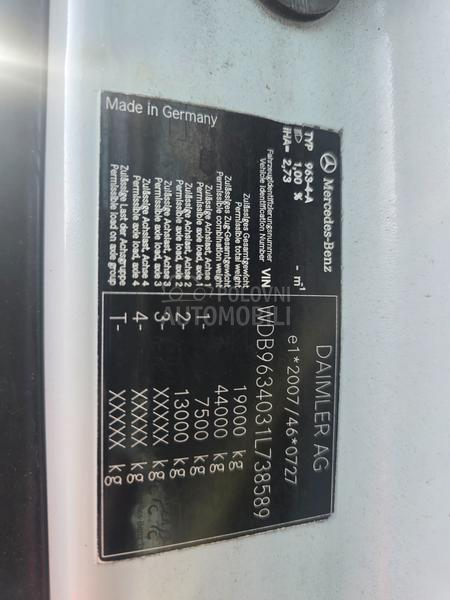 Mercedes-Benz
DAIMLER AG
TYP 963-4-A
1,00 %
- m⁻¹
e1*2007/46*0727
IHA= 2,73
Fahrzeugidentifizierungsnummer
Vehicle Identification Number VIN WDB9634031L738589
Zulässiges Gesamtgewicht
Permissible total weight 19000 kg
Zulässiges Zug-Gesamtgewicht
Permissible combination weight 44000 kg
Zulässige Achslast, Achse 1
Permissible axle load, axle 1 1- 7500 kg
Zulässige Achslast, Achse 2
Permissible axle load, axle 2 2- 13000 kg
Zulässige Achslast, Achse 3
Permissible axle load, axle 3 3- XXXXX kg
Zulässige Achslast, Achse 4
Permissible axle load, axle 4 4- XXXXX kg
Zulässige Last der Achsgruppe
Permissible load on axle group T- XXXXX kg
Made in Germany
POLOVNI
AUTOMOBILI